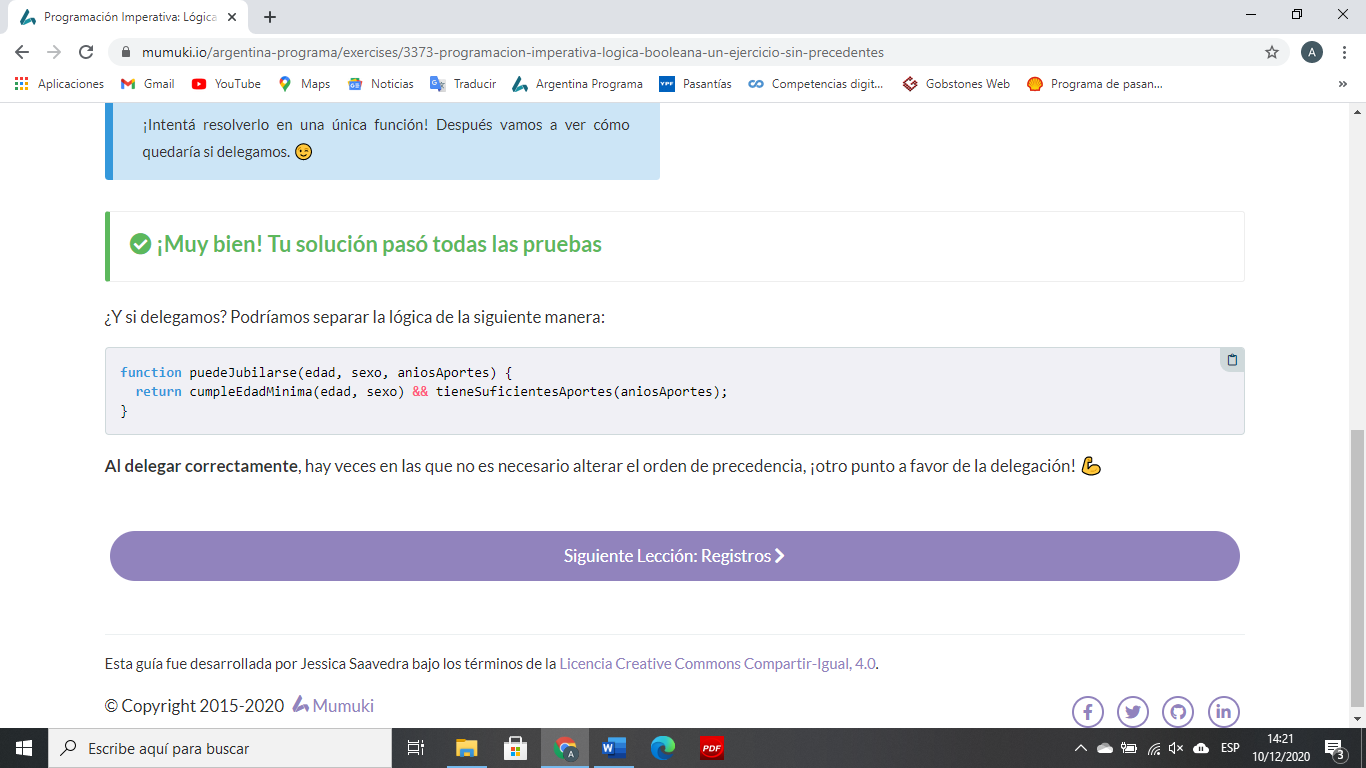 Programación Imperativa: Lógica
mumuki.io/argentina-programa/exercises/3373-programacion-imperativa-logica-booleana-un-ejercicio-sin-precedentes
A
Aplicaciones Gmail YouTube Maps Noticias Traducir Argentina Programa YPF Pasantías Competencias digit... Gobstones Web Programa de pasan... »
¡Intentá resolverlo en una única función! Después vamos a ver cómo
quedaría si delegamos. 😉
¡Muy bien! Tu solución pasó todas las pruebas
¿Y si delegamos? Podríamos separar la lógica de la siguiente manera:
function puedeJubilarse(edad, sexo, aniosAportes) {
return cumpleEdadMinima(edad, sexo) && tieneSuficientesAportes(aniosAportes);
}
Al delegar correctamente, hay veces en las que no es necesario alterar el orden de precedencia, ¡otro punto a favor de la delegación! 💪
Siguiente Lección: Registros
Esta guía fue desarrollada por Jessica Saavedra bajo los términos de la Licencia Creative Commons Compartir-Igual, 4.0.
© Copyright 2015-2020 Mumuki
Escribe aquí para buscar
A
W
PDF
ESP
14:21
10/12/2020
3